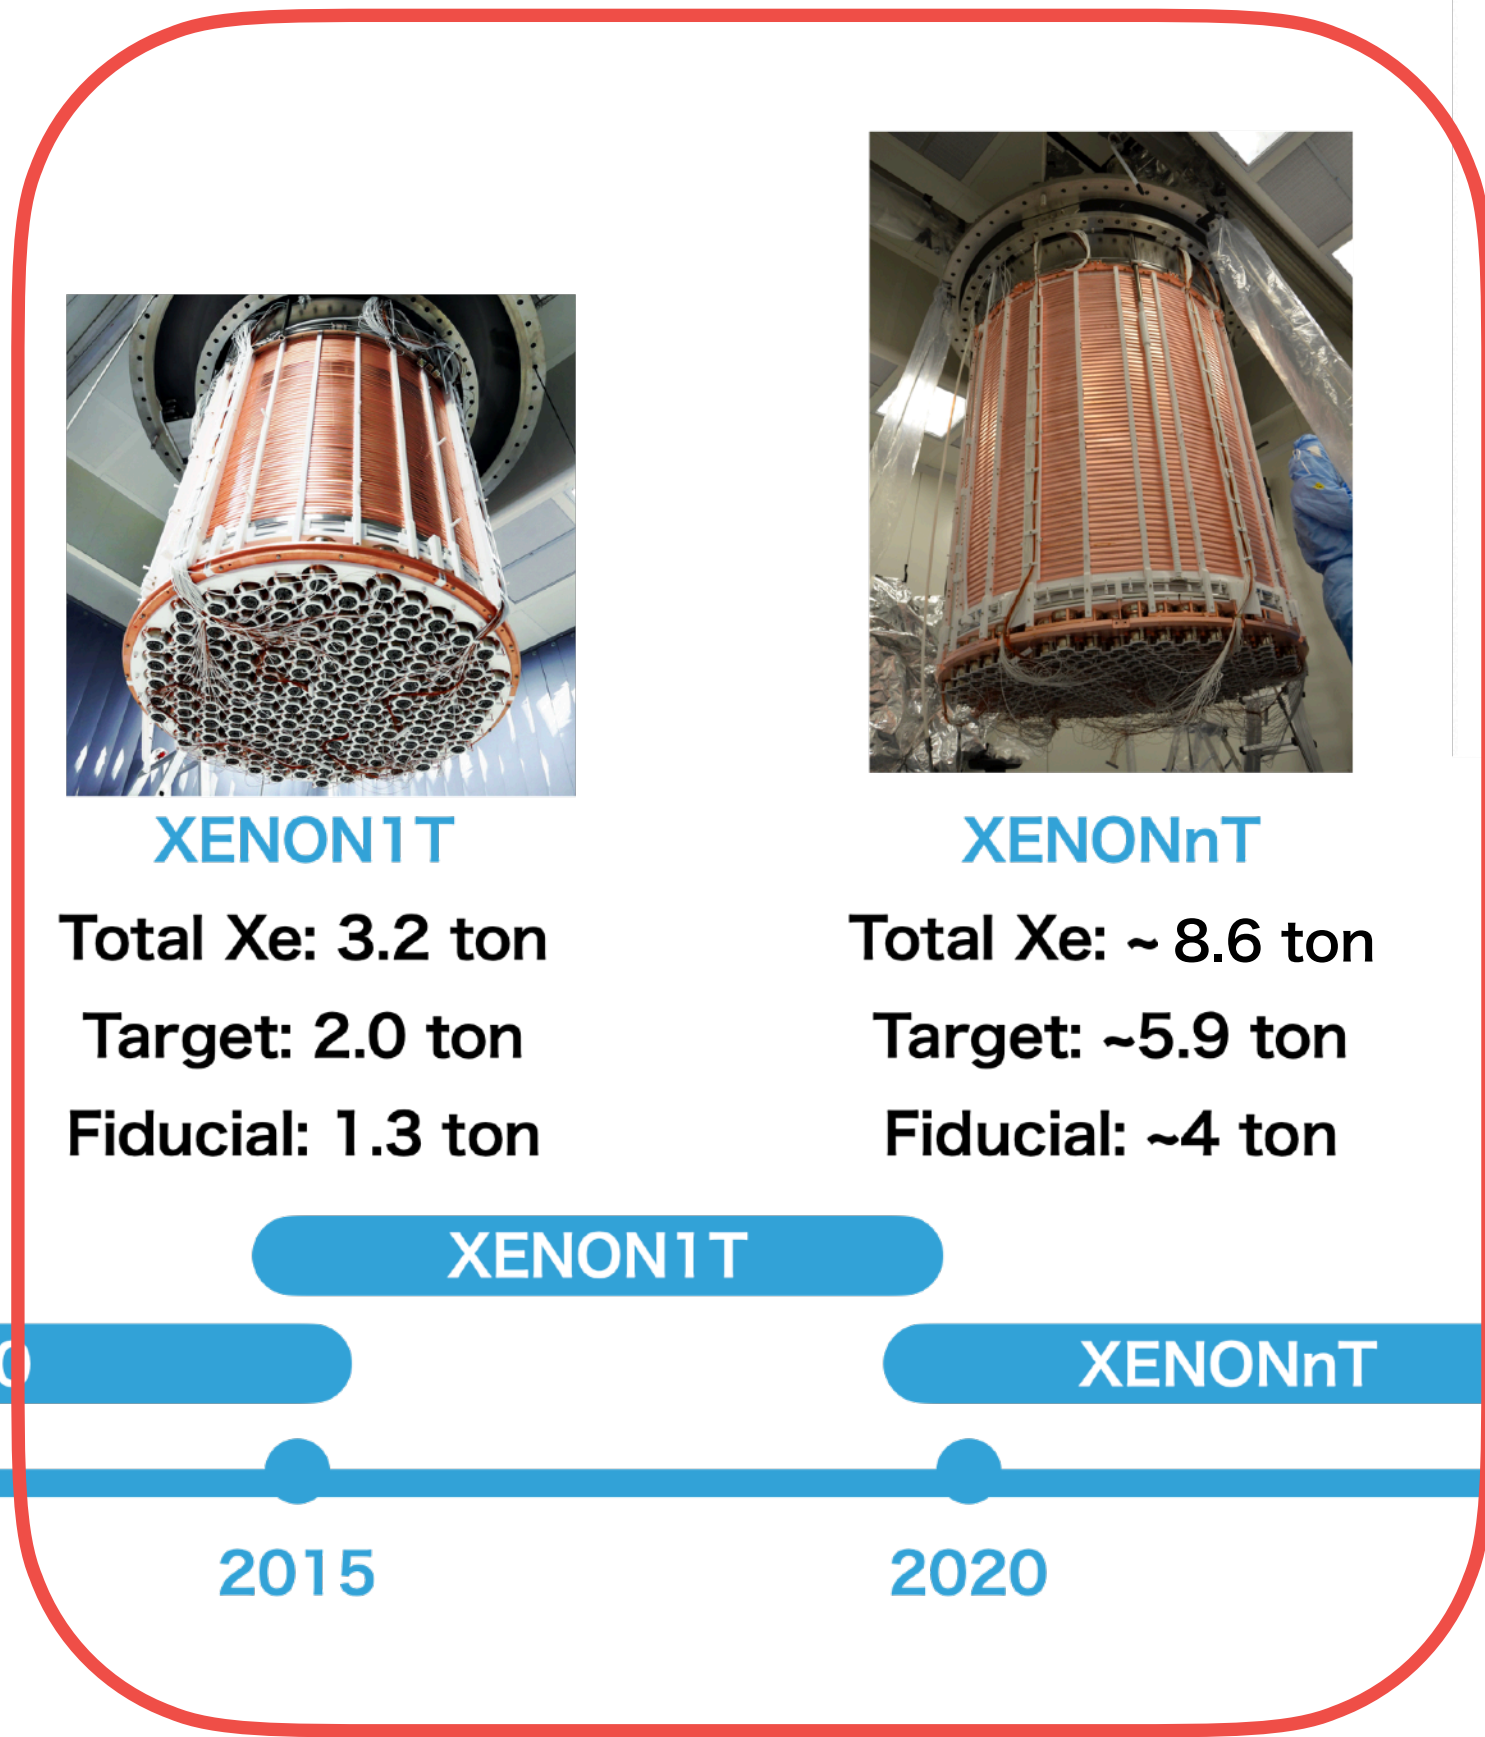 XENON1T
Total Xe: 3.2 ton
Target: 2.0 ton
Fiducial: 1.3 ton
XENONnT
Total Xe: ~ 8.6 ton
Target: ~5.9 ton
Fiducial: ~4 ton
XENON1T
0
XENONnT
2015
2020